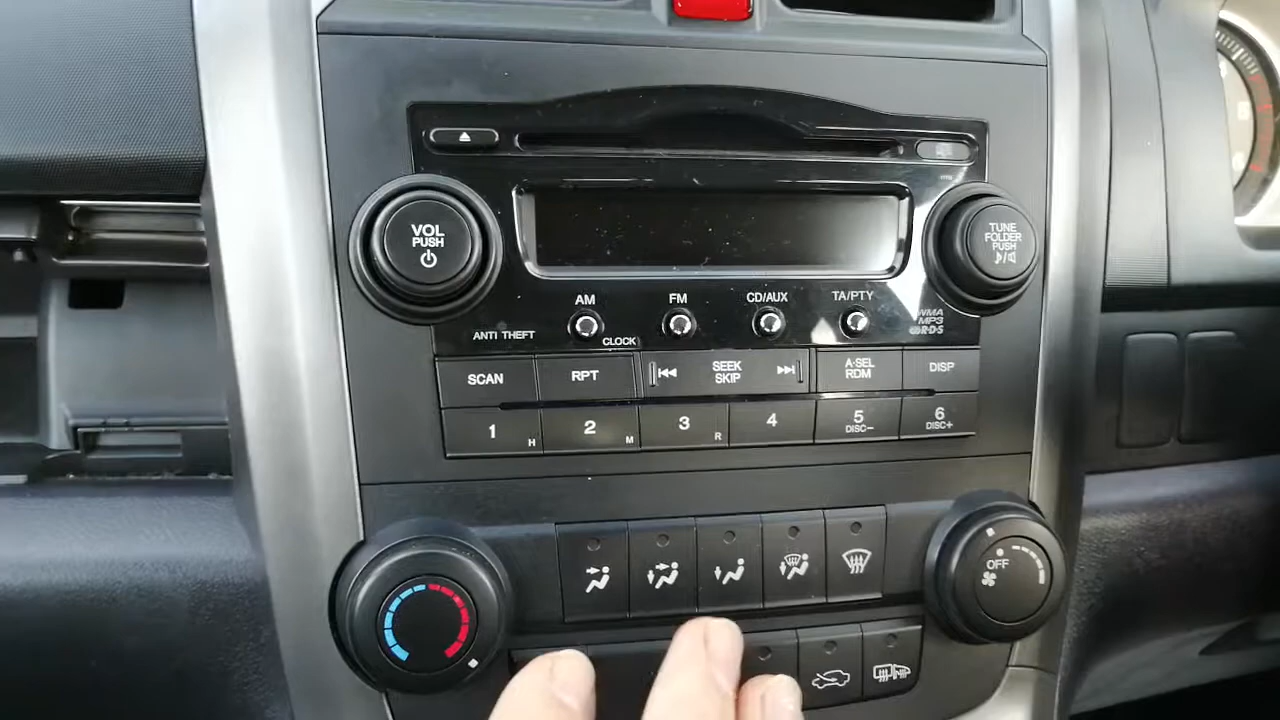 VOL
PUSH
TUNE
FOLDER
PUSH
AM
FM
CD/AUX
TA/PTY
ANTI THEFT
CLOCK
WMA
MP3
R·D·S
SCAN
RPT
SEEK
SKIP
A·SEL
RDM
DISP
1 H
2 M
3 R
4
5
DISC−
6
DISC+
OFF